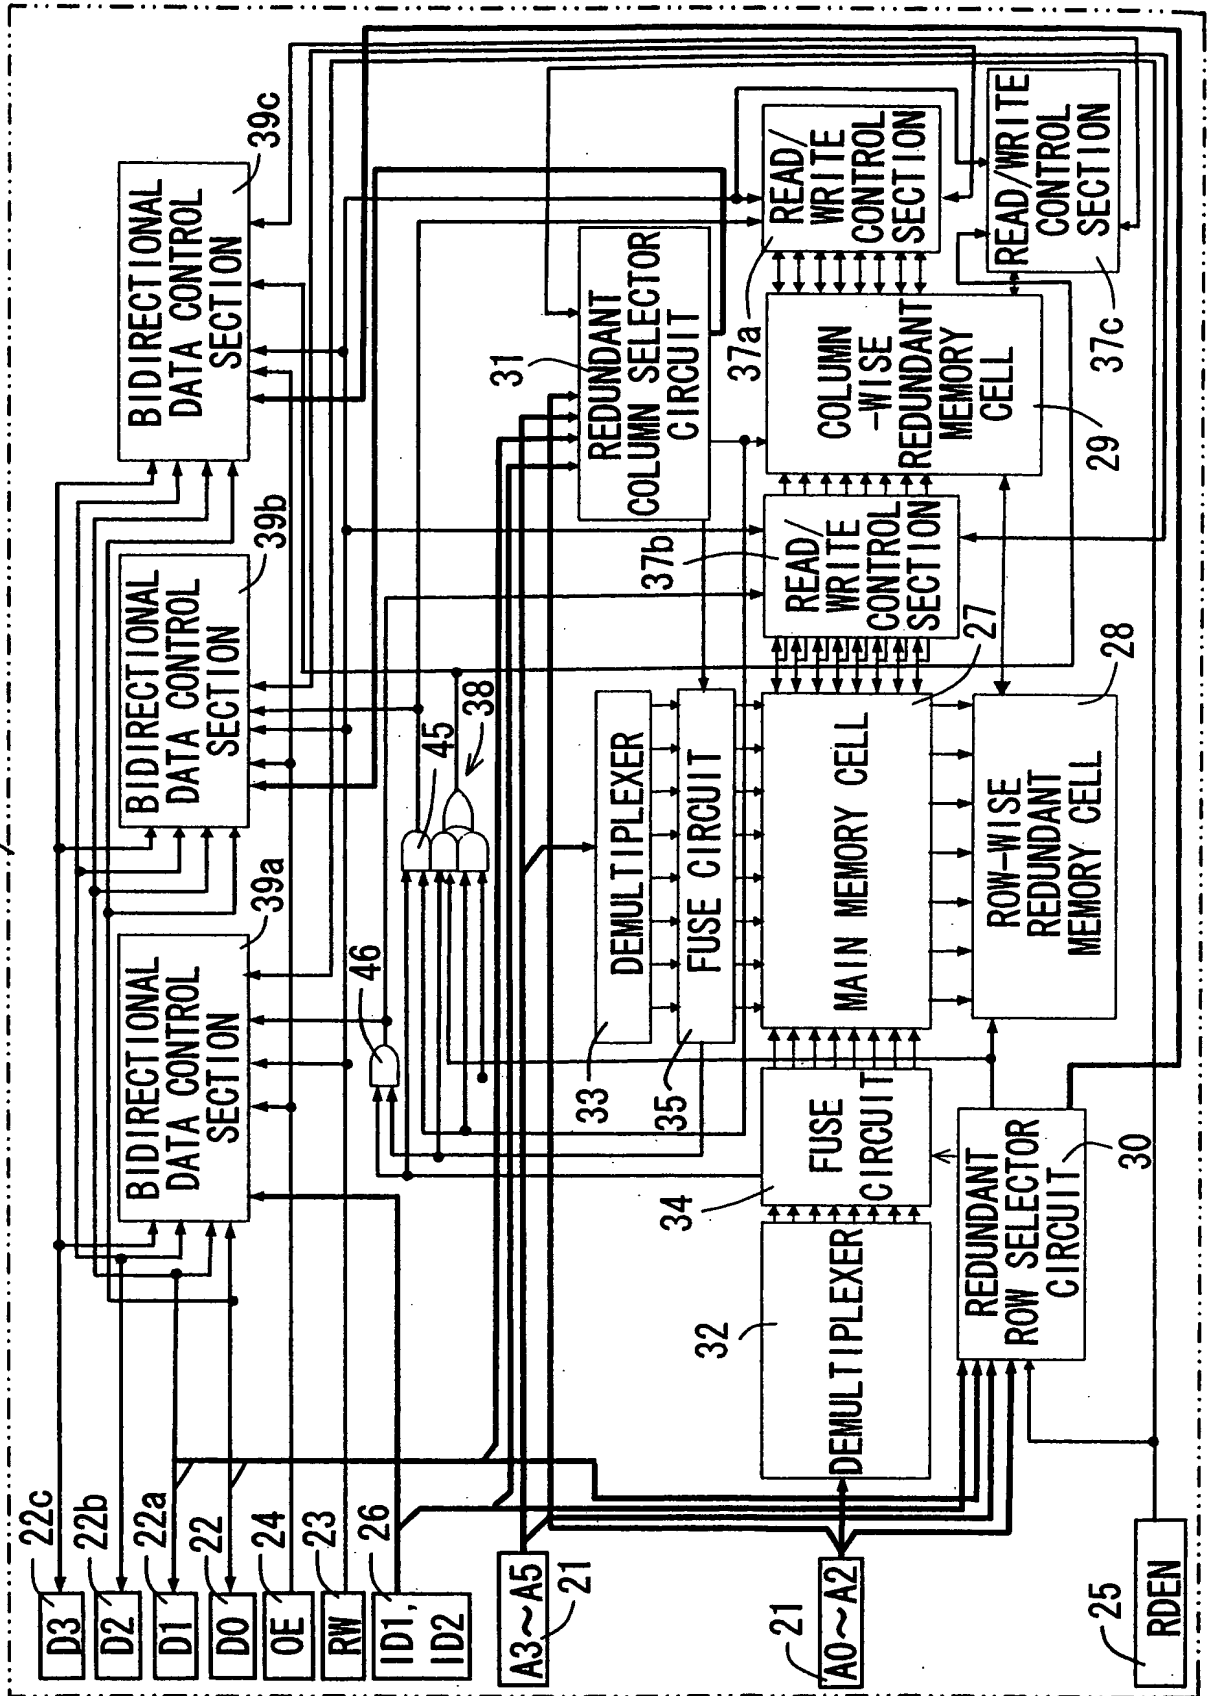 D3
22c
D2
22b
D1
22a
D0
22
OE
24
RW
23
ID1,
ID2
26
A3~A5
21
A0~A2
21
RDEN
25
BIDIRECTIONAL
DATA CONTROL
SECTION
39a
BIDIRECTIONAL
DATA CONTROL
SECTION
39b
BIDIRECTIONAL
DATA CONTROL
SECTION
39c
46
45
38
REDUNDANT
COLUMN SELECTOR
CIRCUIT
31
DEMULTIPLEXER
33
FUSE CIRCUIT
35
DEMULTIPLEXER
32
FUSE
CIRCUIT
34
MAIN MEMORY CELL
27
READ/
WRITE
CONTROL
SECTION
37b
COLUMN
-WISE
REDUNDANT
MEMORY
CELL
29
READ/
WRITE
CONTROL
SECTION
37a
READ/WRITE
CONTROL
SECTION
37c
REDUNDANT
ROW SELECTOR
CIRCUIT
30
ROW-WISE
REDUNDANT
MEMORY CELL
28